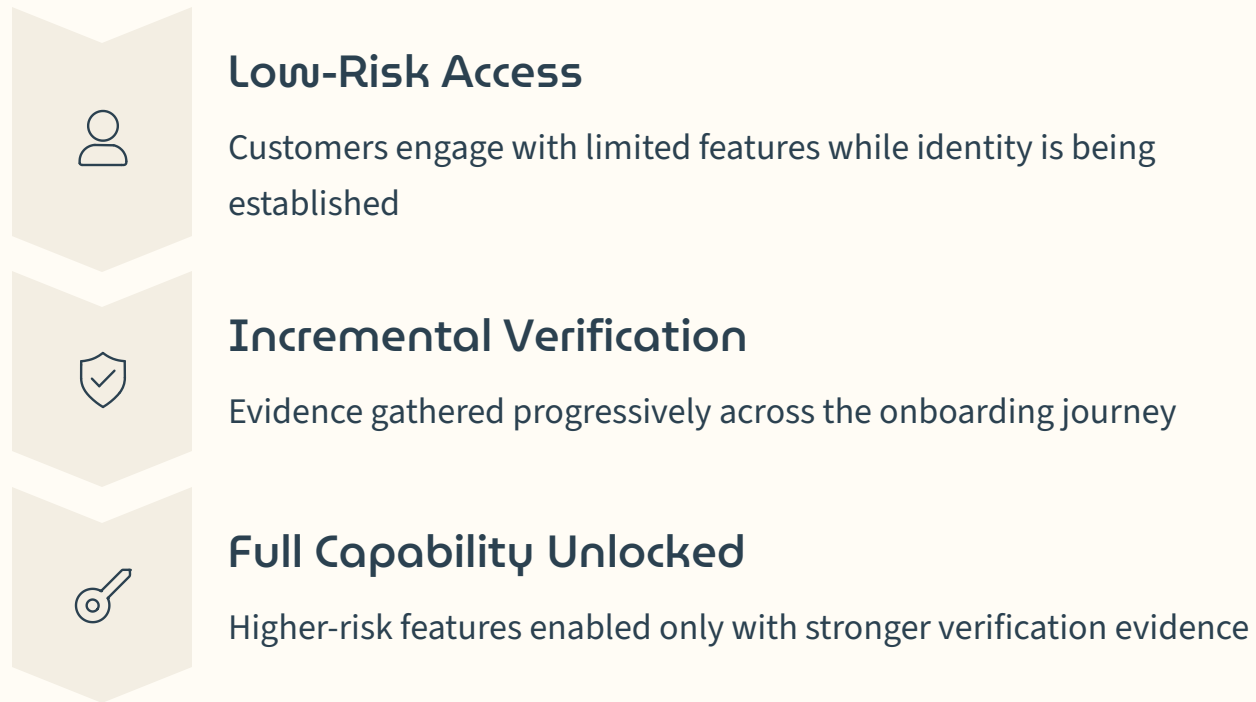 Low-Risk Access
Customers engage with limited features while identity is being
established
Incremental Verification
Evidence gathered progressively across the onboarding journey
Full Capability Unlocked
Higher-risk features enabled only with stronger verification evidence